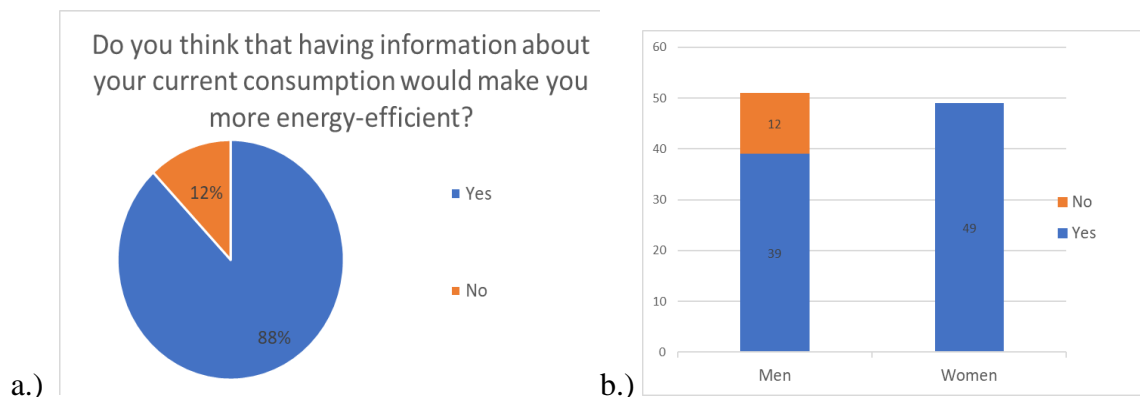 Do you think that having information about
your current consumption would make you
more energy-efficient?
12%
Yes
No
88%
a.)
60
50
40
30
20
10
0
12
39
49
No
Yes
Men
Women
b.)